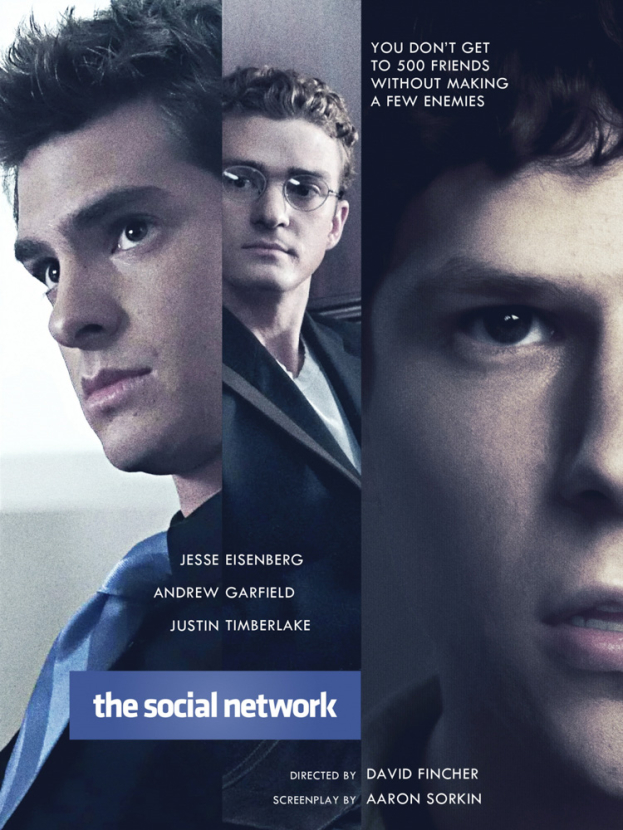 YOU DON'T GET
TO 500 FRIENDS
WITHOUT MAKING
A FEW ENEMIES
JESSE EISENBERG
ANDREW GARFIELD
JUSTIN TIMBERLAKE
the social network
DIRECTED BY DAVID FINCHER
SCREENPLAY BY AARON SORKIN